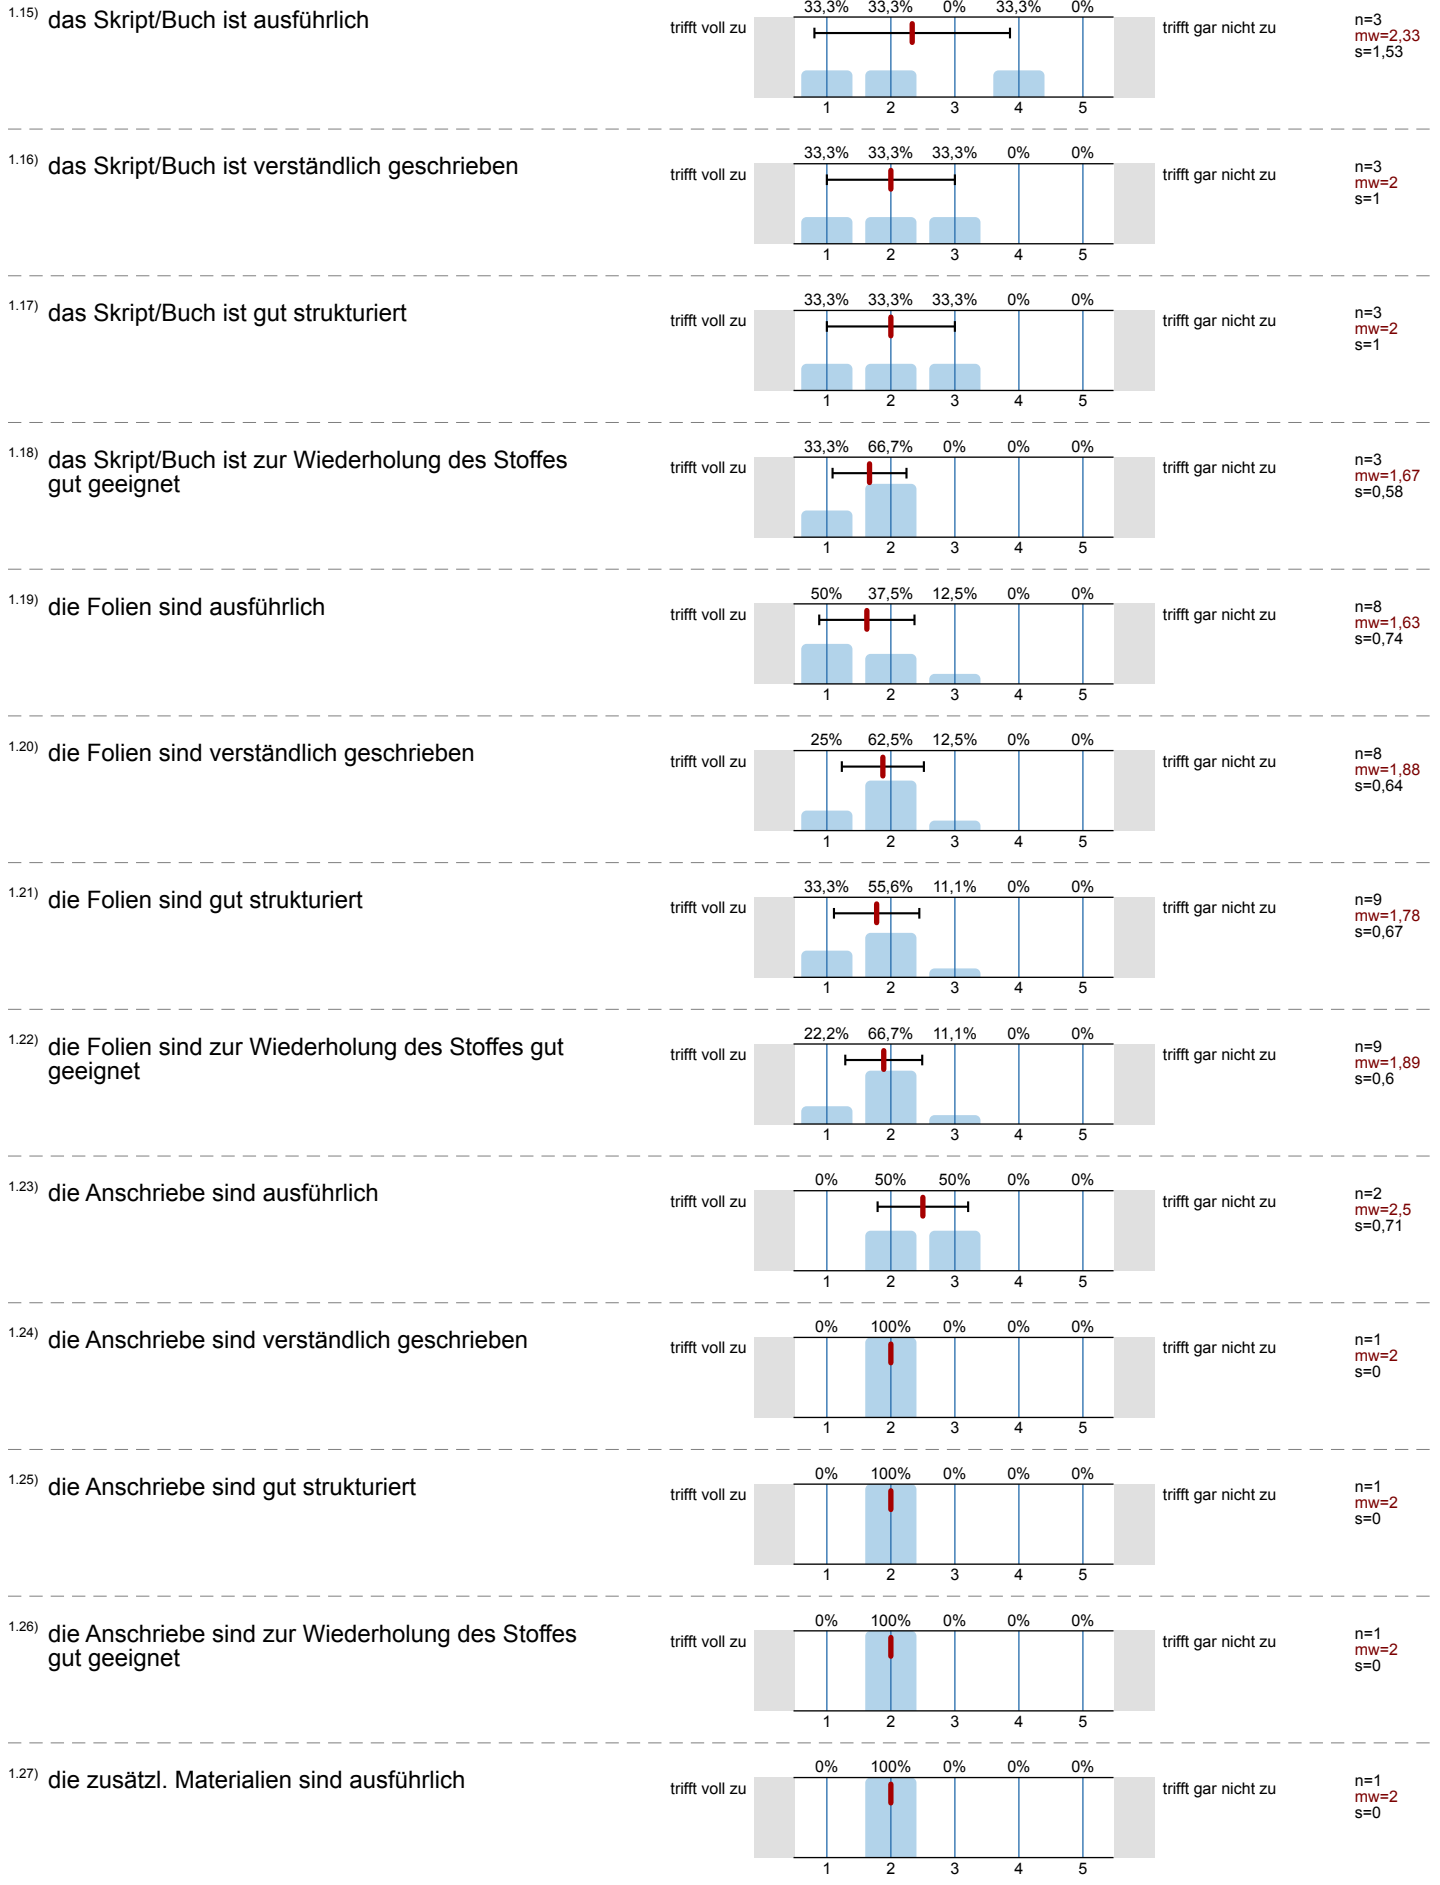 1.15) das Skript/Buch ist ausführlich
33,3% 33,3% 0% 33,3% 0%
trifft voll zu trifft gar nicht zu
n=3
mw=2,33
s=1,53
1 2 3 4 5
1.16) das Skript/Buch ist verständlich geschrieben
33,3% 33,3% 33,3% 0% 0%
trifft voll zu trifft gar nicht zu
n=3
mw=2
s=1
1 2 3 4 5
1.17) das Skript/Buch ist gut strukturiert
33,3% 33,3% 33,3% 0% 0%
trifft voll zu trifft gar nicht zu
n=3
mw=2
s=1
1 2 3 4 5
1.18) das Skript/Buch ist zur Wiederholung des Stoffes
gut geeignet
33,3% 66,7% 0% 0% 0%
trifft voll zu trifft gar nicht zu
n=3
mw=1,67
s=0,58
1 2 3 4 5
1.19) die Folien sind ausführlich
50% 37,5% 12,5% 0% 0%
trifft voll zu trifft gar nicht zu
n=8
mw=1,63
s=0,74
1 2 3 4 5
1.20) die Folien sind verständlich geschrieben
25% 62,5% 12,5% 0% 0%
trifft voll zu trifft gar nicht zu
n=8
mw=1,88
s=0,64
1 2 3 4 5
1.21) die Folien sind gut strukturiert
33,3% 55,6% 11,1% 0% 0%
trifft voll zu trifft gar nicht zu
n=9
mw=1,78
s=0,67
1 2 3 4 5
1.22) die Folien sind zur Wiederholung des Stoffes gut
geeignet
22,2% 66,7% 11,1% 0% 0%
trifft voll zu trifft gar nicht zu
n=9
mw=1,89
s=0,6
1 2 3 4 5
1.23) die Anschriebe sind ausführlich
0% 50% 50% 0% 0%
trifft voll zu trifft gar nicht zu
n=2
mw=2,5
s=0,71
1 2 3 4 5
1.24) die Anschriebe sind verständlich geschrieben
0% 100% 0% 0% 0%
trifft voll zu trifft gar nicht zu
n=1
mw=2
s=0
1 2 3 4 5
1.25) die Anschriebe sind gut strukturiert
0% 100% 0% 0% 0%
trifft voll zu trifft gar nicht zu
n=1
mw=2
s=0
1 2 3 4 5
1.26) die Anschriebe sind zur Wiederholung des Stoffes
gut geeignet
0% 100% 0% 0% 0%
trifft voll zu trifft gar nicht zu
n=1
mw=2
s=0
1 2 3 4 5
1.27) die zusätzl. Materialien sind ausführlich
0% 100% 0% 0% 0%
trifft voll zu trifft gar nicht zu
n=1
mw=2
s=0
1 2 3 4 5